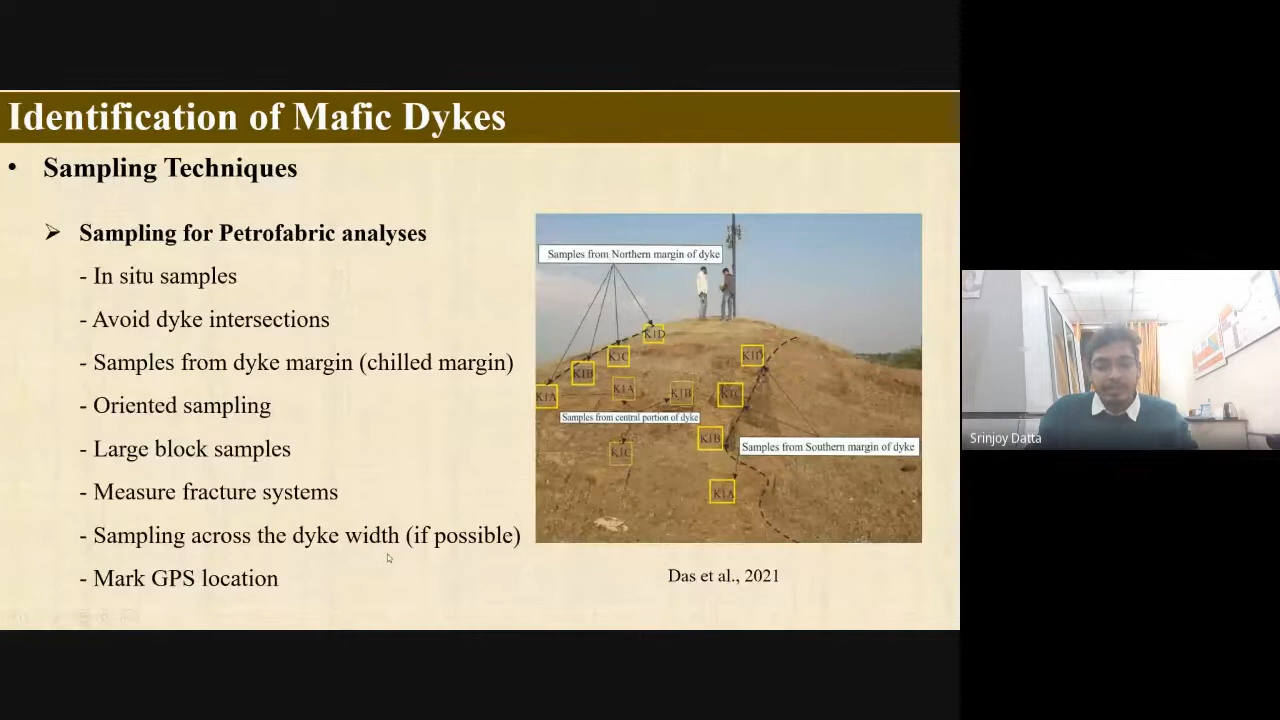 Identification of Mafic Dykes
• Sampling Techniques
➢ Sampling for Petrofabric analyses
- In situ samples
- Avoid dyke intersections
- Samples from dyke margin (chilled margin)
- Oriented sampling
- Large block samples
- Measure fracture systems
- Sampling across the dyke width (if possible)
- Mark GPS location
Samples from Northern margin of dyke
K1D
K1C
K1B
K1A
K1A
K1B
Samples from central portion of dyke
K1C
K1D
K1C
K1B
Samples from Southern margin of dyke
K1A
Das et al., 2021
Srinjoy Datta